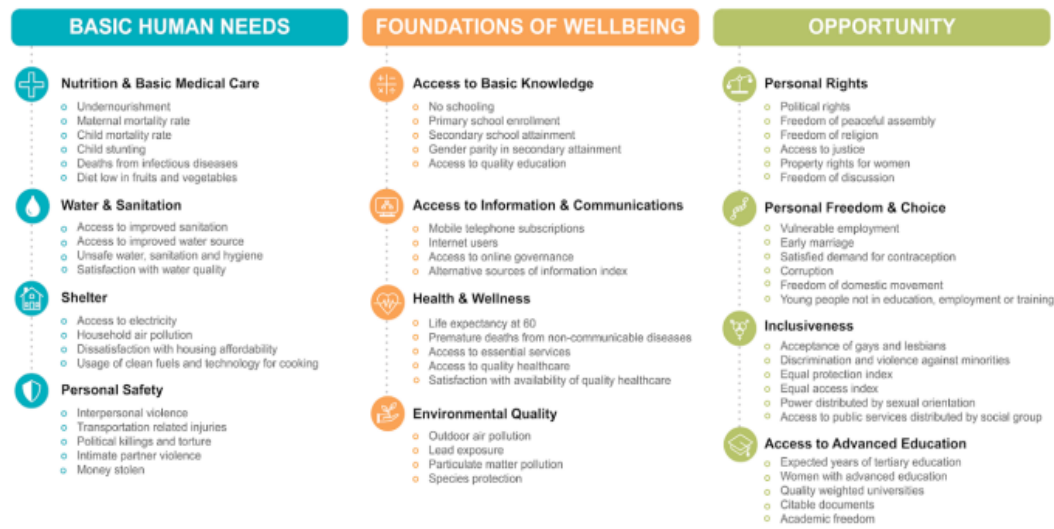 BASIC HUMAN NEEDS
Nutrition & Basic Medical Care
Undernourishment
Maternal mortality rate
Child mortality rate
Child stunting
Deaths from infectious diseases
Diet low in fruits and vegetables
Water & Sanitation
Access to improved sanitation
Access to improved water source
Unsafe water, sanitation and hygiene
Satisfaction with water quality
Shelter
Access to electricity
Household air pollution
Dissatisfaction with housing affordability
Usage of clean fuels and technology for cooking
Personal Safety
Interpersonal violence
Transportation related injuries
Political killings and torture
Intimate partner violence
Money stolen
FOUNDATIONS OF WELLBEING
Access to Basic Knowledge
No schooling
Primary school enrollment
Secondary school attainment
Gender parity in secondary attainment
Access to quality education
Access to Information & Communications
Mobile telephone subscriptions
Internet users
Access to online governance
Alternative sources of information index
Health & Wellness
Life expectancy at 60
Premature deaths from non-communicable diseases
Access to essential services
Access to quality healthcare
Satisfaction with availability of quality healthcare
Environmental Quality
Outdoor air pollution
Lead exposure
Particulate matter pollution
Species protection
OPPORTUNITY
Personal Rights
Political rights
Freedom of peaceful assembly
Freedom of religion
Access to justice
Property rights for women
Freedom of discussion
Personal Freedom & Choice
Vulnerable employment
Early marriage
Satisfied demand for contraception
Corruption
Freedom of domestic movement
Young people not in education, employment or training
Inclusiveness
Acceptance of gays and lesbians
Discrimination and violence against minorities
Equal protection index
Equal access index
Power distributed by sexual orientation
Access to public services distributed by social group
Access to Advanced Education
Expected years of tertiary education
Women with advanced education
Quality weighted universities
Citable documents
Academic freedom